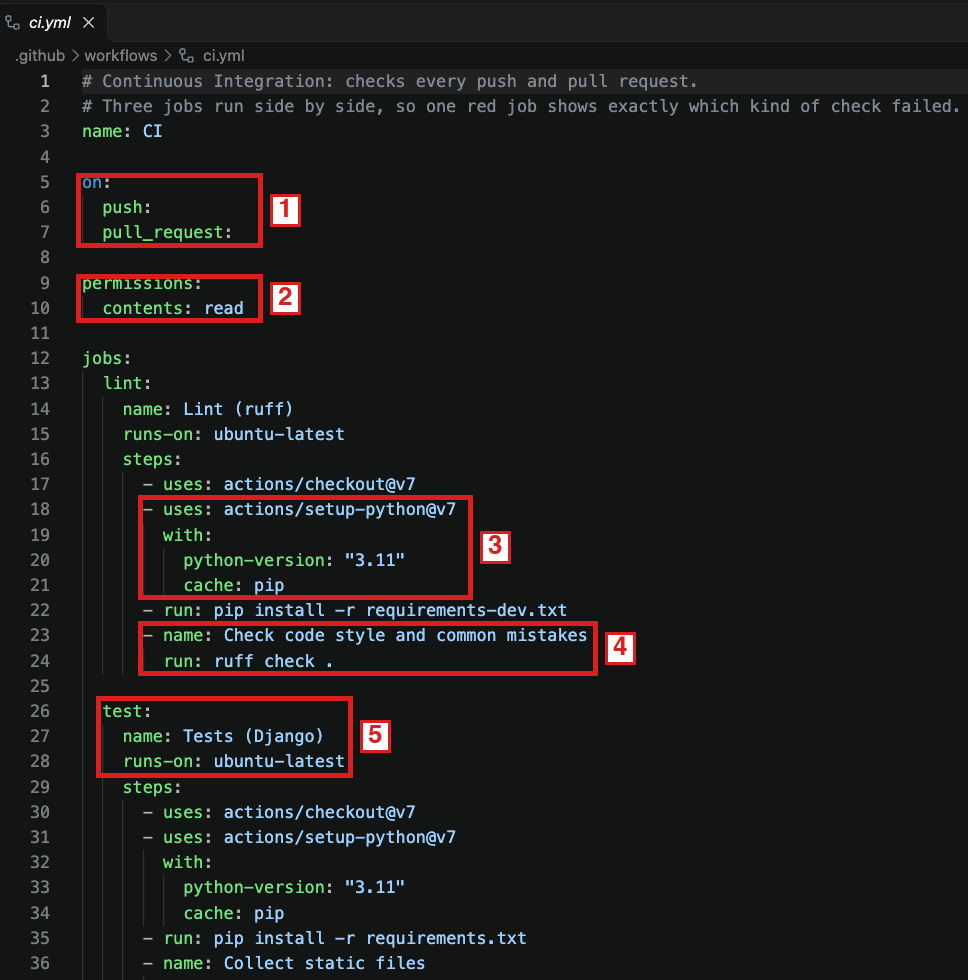 ci.yml
.github > workflows > ci.yml
1 # Continuous Integration: checks every push and pull request.
2 # Three jobs run side by side, so one red job shows exactly which kind of check failed.
3 name: CI
4
5 on:
6   push:
7   pull_request:
1
8
9 permissions:
10   contents: read
2
11
12 jobs:
13   lint:
14     name: Lint (ruff)
15     runs-on: ubuntu-latest
16     steps:
17       - uses: actions/checkout@v7
18       - uses: actions/setup-python@v7
19         with:
20           python-version: "3.11"
21           cache: pip
3
22       - run: pip install -r requirements-dev.txt
23       - name: Check code style and common mistakes
24         run: ruff check .
4
25
26   test:
27     name: Tests (Django)
28     runs-on: ubuntu-latest
5
29     steps:
30       - uses: actions/checkout@v7
31       - uses: actions/setup-python@v7
32         with:
33           python-version: "3.11"
34           cache: pip
35       - run: pip install -r requirements.txt
36       - name: Collect static files